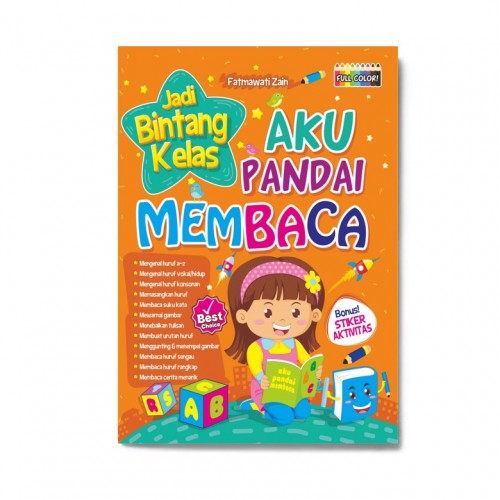 Fatmawati Zain
FULL COLOR!
Jadi
Bintang
Kelas
AKU
PANDAI
MEMBACA
Mengenal huruf a-z
Mengenal huruf vokal/hidup
Mengenal huruf konsonan
Memasangkan huruf
Membaca suku kata
Mewarnai gambar
Menebalkan tulisan
Membuat urutan huruf
Menggunting & menempel gambar
Membaca huruf sengau
Membaca huruf rangkap
Membaca cerita menarik
Best
Choice
Bonus!
STIKER
AKTIVITAS
aku
pandai
membaca
A B C